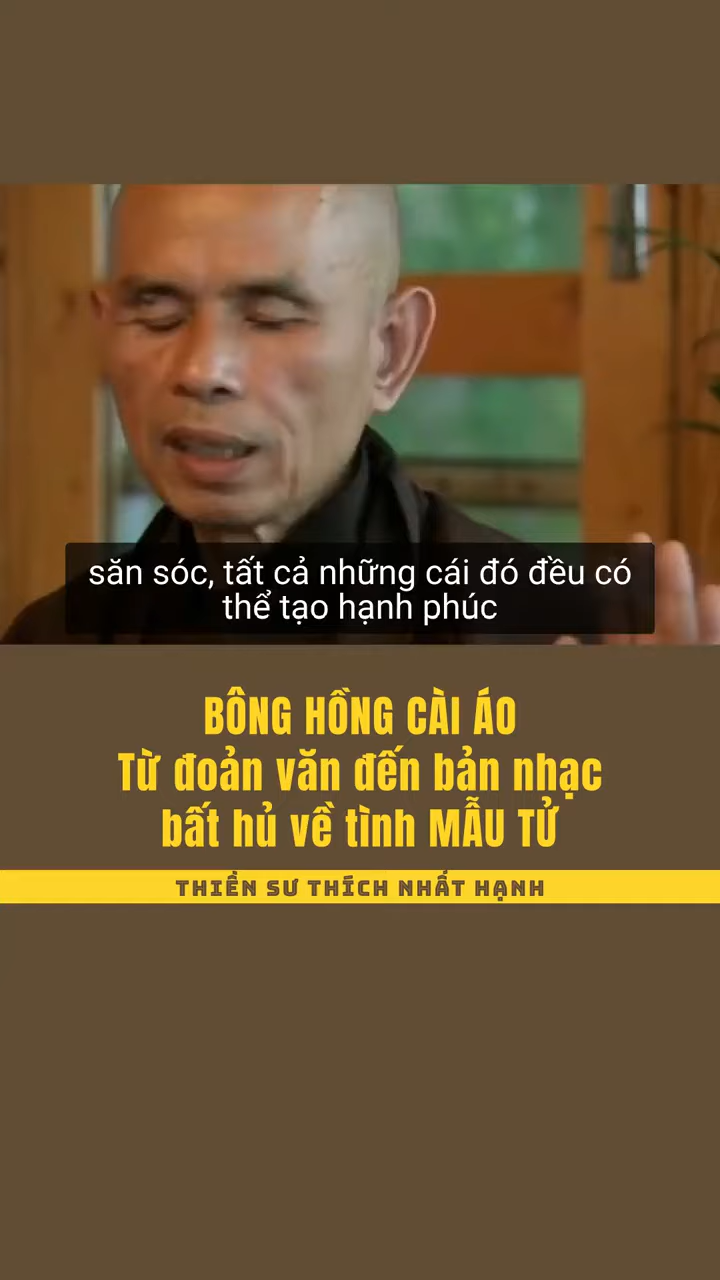 săn sóc, tất cả những cái đó đều có
thể tạo hạnh phúc
BÔNG HỒNG CÀI ÁO
Từ đoản văn đến bản nhạc
bất hủ về tình MẪU TỬ
THIỀN SƯ THÍCH NHẤT HẠNH